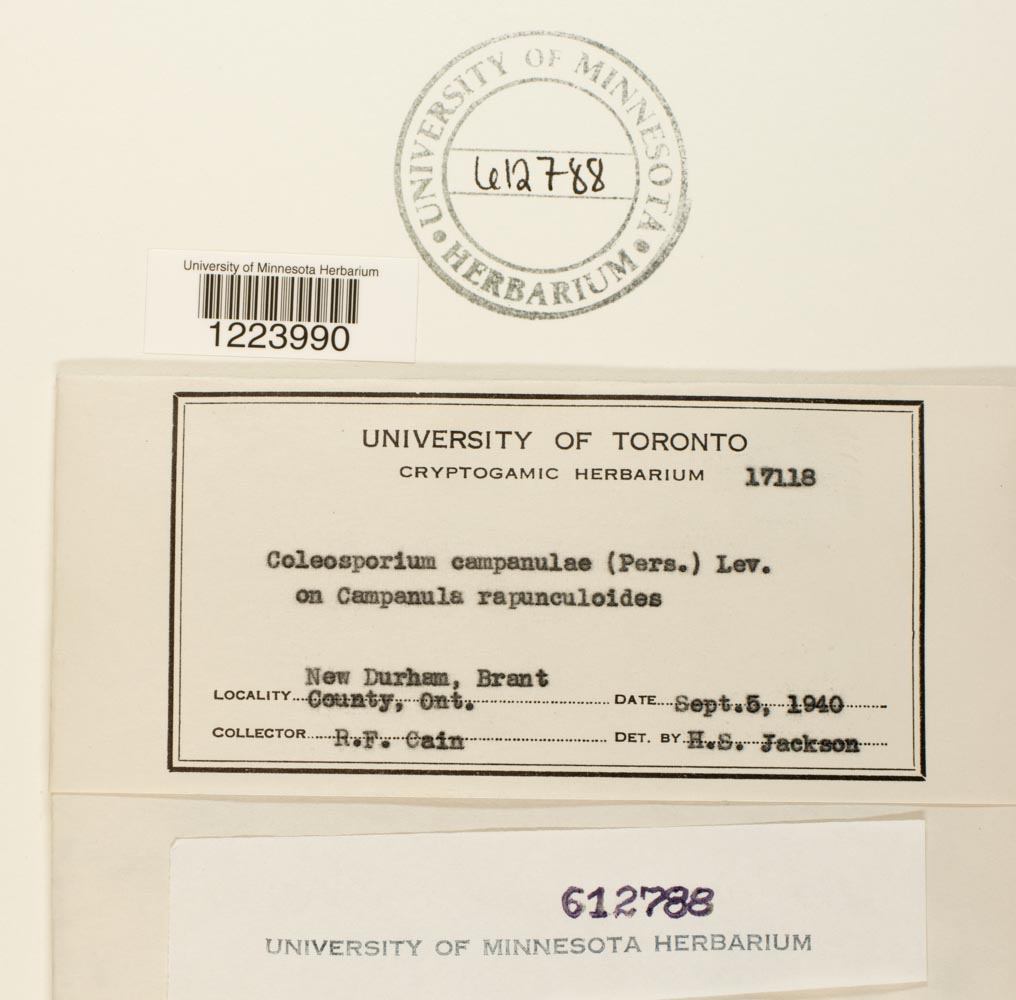 UNIVERSITY OF MINNESOTA
612788
• HERBARIUM •
University of Minnesota Herbarium
1223990
UNIVERSITY OF TORONTO
CRYPTOGAMIC HERBARIUM 17118
Coleosporium campanulae (Pers.) Lev.
on Campanula rapunculoides
New Durham, Brant
LOCALITY County, Ont. DATE Sept.5, 1940
COLLECTOR R.F. Cain DET. BY H.S. Jackson
612788
UNIVERSITY OF MINNESOTA HERBARIUM